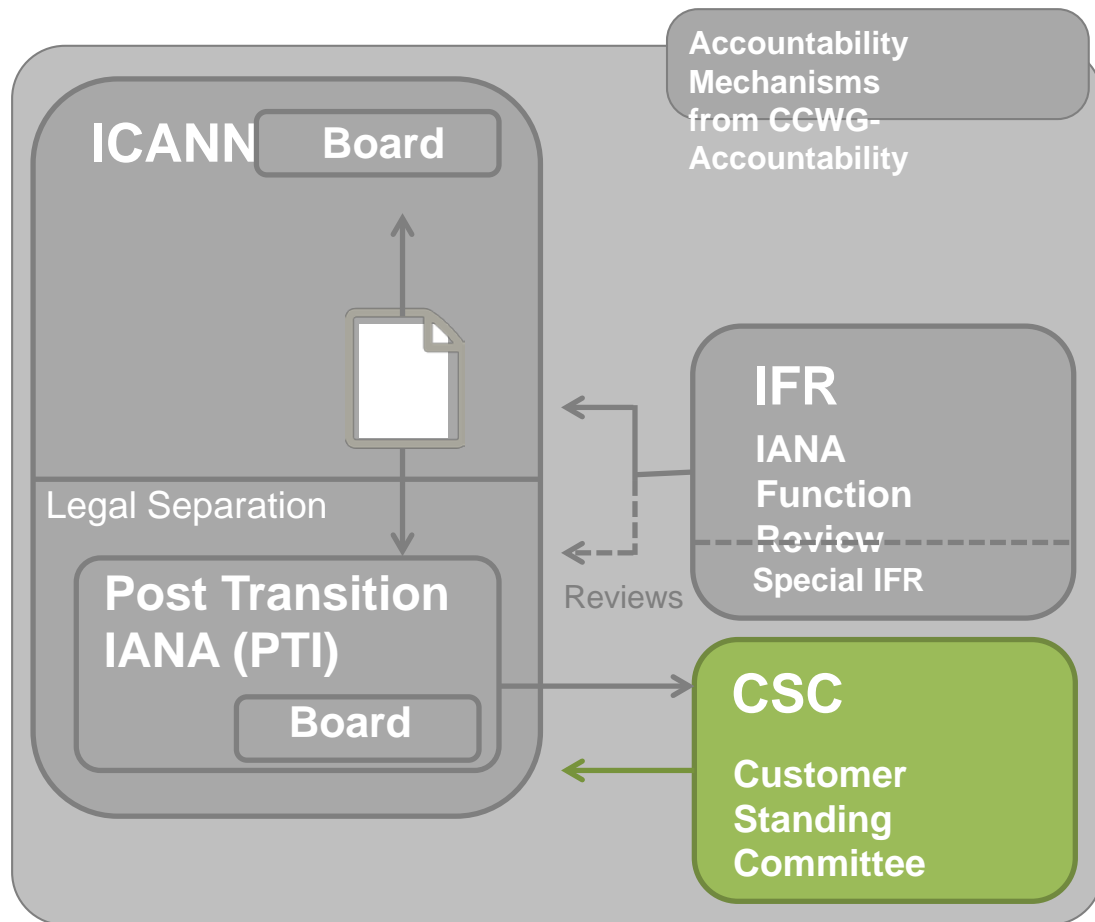 Accountability
Mechanisms
from CCWG-
Accountability
ICANN
Board
Legal Separation
Post Transition
IANA (PTI)
Board
Reviews
IFR
IANA
Function
Review
Special IFR
CSC
Customer
Standing
Committee